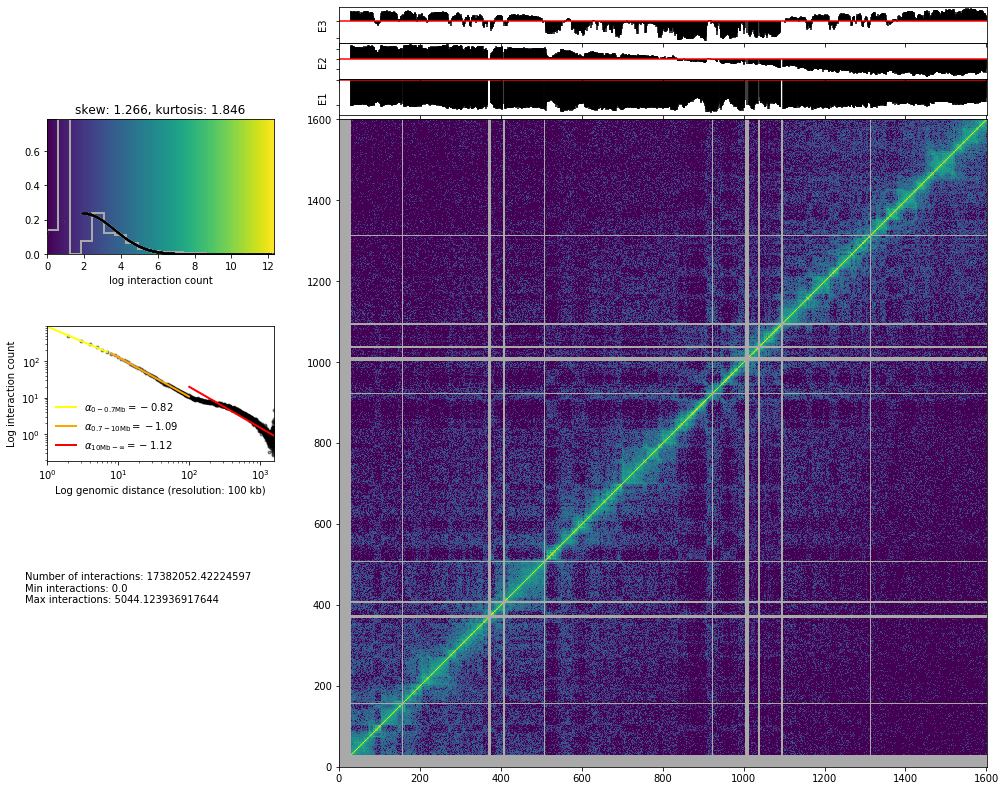 E3
E2
E1
skew: 1.266, kurtosis: 1.846
0.6
0.4
0.2
0.0
0 2 4 6 8 10 12
log interaction count
Log interaction count
10² 
10¹
10⁰
α₀₋₀.₇Mb = −0.82
α₀.₇₋₁₀Mb = −1.09
α₁₀Mb₋∞ = −1.12
10⁰ 10¹ 10² 10³
Log genomic distance (resolution: 100 kb)
Number of interactions: 17382052.42224597
Min interactions: 0.0
Max interactions: 5044.123936917644
1600
1400
1200
1000
800
600
400
200
0
0 200 400 600 800 1000 1200 1400 1600